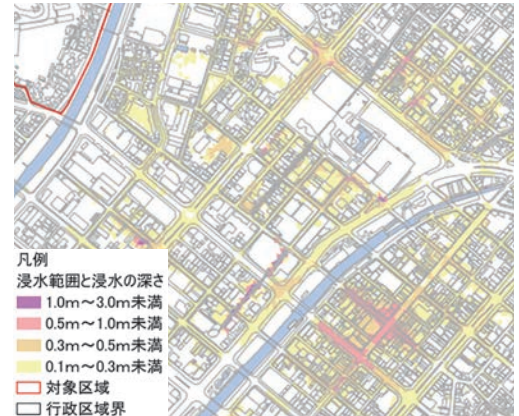 凡例
浸水範囲と浸水の深さ
1.0m～3.0m未満
0.5m～1.0m未満
0.3m～0.5m未満
0.1m～0.3m未満
対象区域
行政区域界